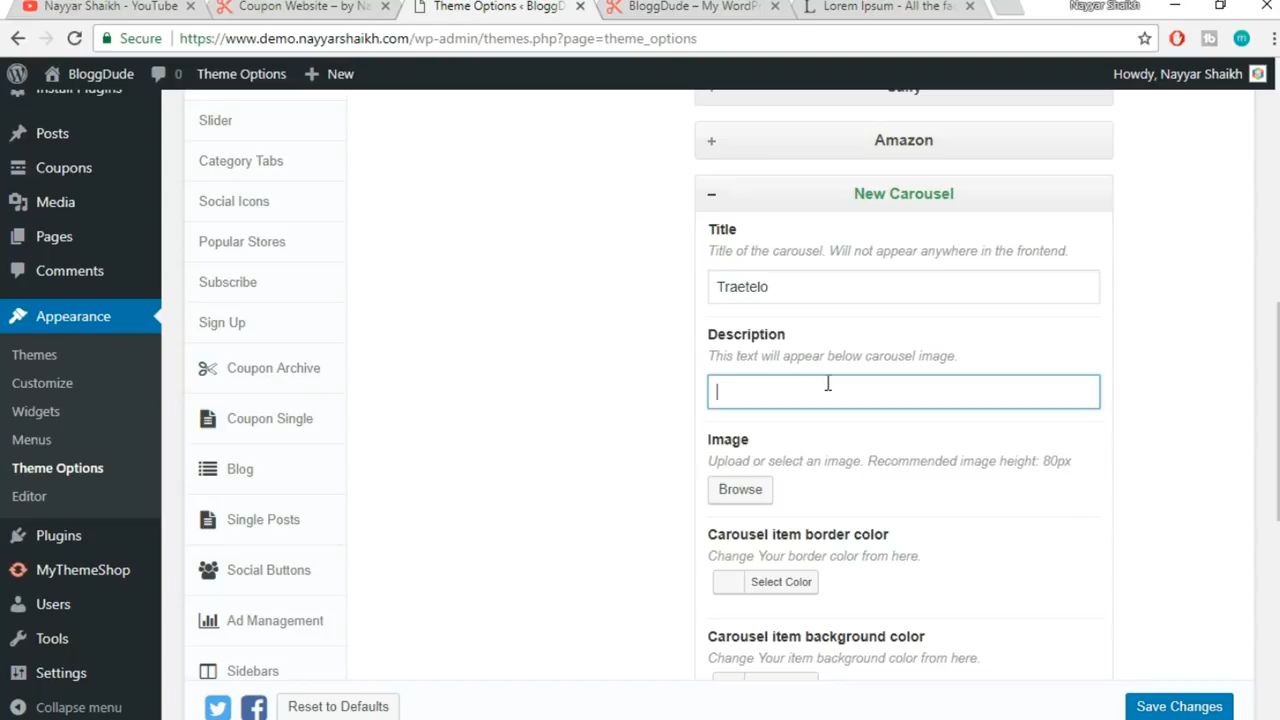 Nayyar Shaikh - YouTube
Coupon Website – by Na
Theme Options ‹ BloggD
BloggDude – My WordPr
Lorem Ipsum - All the fac
Nayyar Shaikh
Secure
https://www.demo.nayyarshaikh.com/wp-admin/themes.php?page=theme_options
BloggDude
0
Theme Options
New
Howdy, Nayyar Shaikh
Install Plugins
Posts
Coupons
Media
Pages
Comments
Appearance
Themes
Customize
Widgets
Menus
Theme Options
Editor
Plugins
MyThemeShop
Users
Tools
Settings
Collapse menu
Slider
Category Tabs
Social Icons
Popular Stores
Subscribe
Sign Up
Coupon Archive
Coupon Single
Blog
Single Posts
Social Buttons
Ad Management
Sidebars
Amazon
New Carousel
Title
Title of the carousel. Will not appear anywhere in the frontend.
Traetelo
Description
This text will appear below carousel image.
Image
Upload or select an image. Recommended image height: 80px
Browse
Carousel item border color
Change Your border color from here.
Select Color
Carousel item background color
Change Your item background color from here.
Reset to Defaults
Save Changes